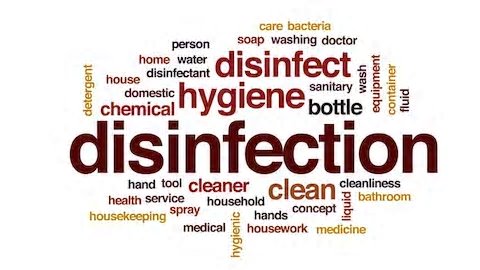 care bacteria
person soap washing doctor
home water disinfect
house disinfectant
detergent
domestic hygiene sanitary wash equipment container
chemical bottle fluid
disinfection
hand tool cleaner clean cleanliness
health service household liquid bathroom
housekeeping spray hands concept
medical hygienic housework medicine